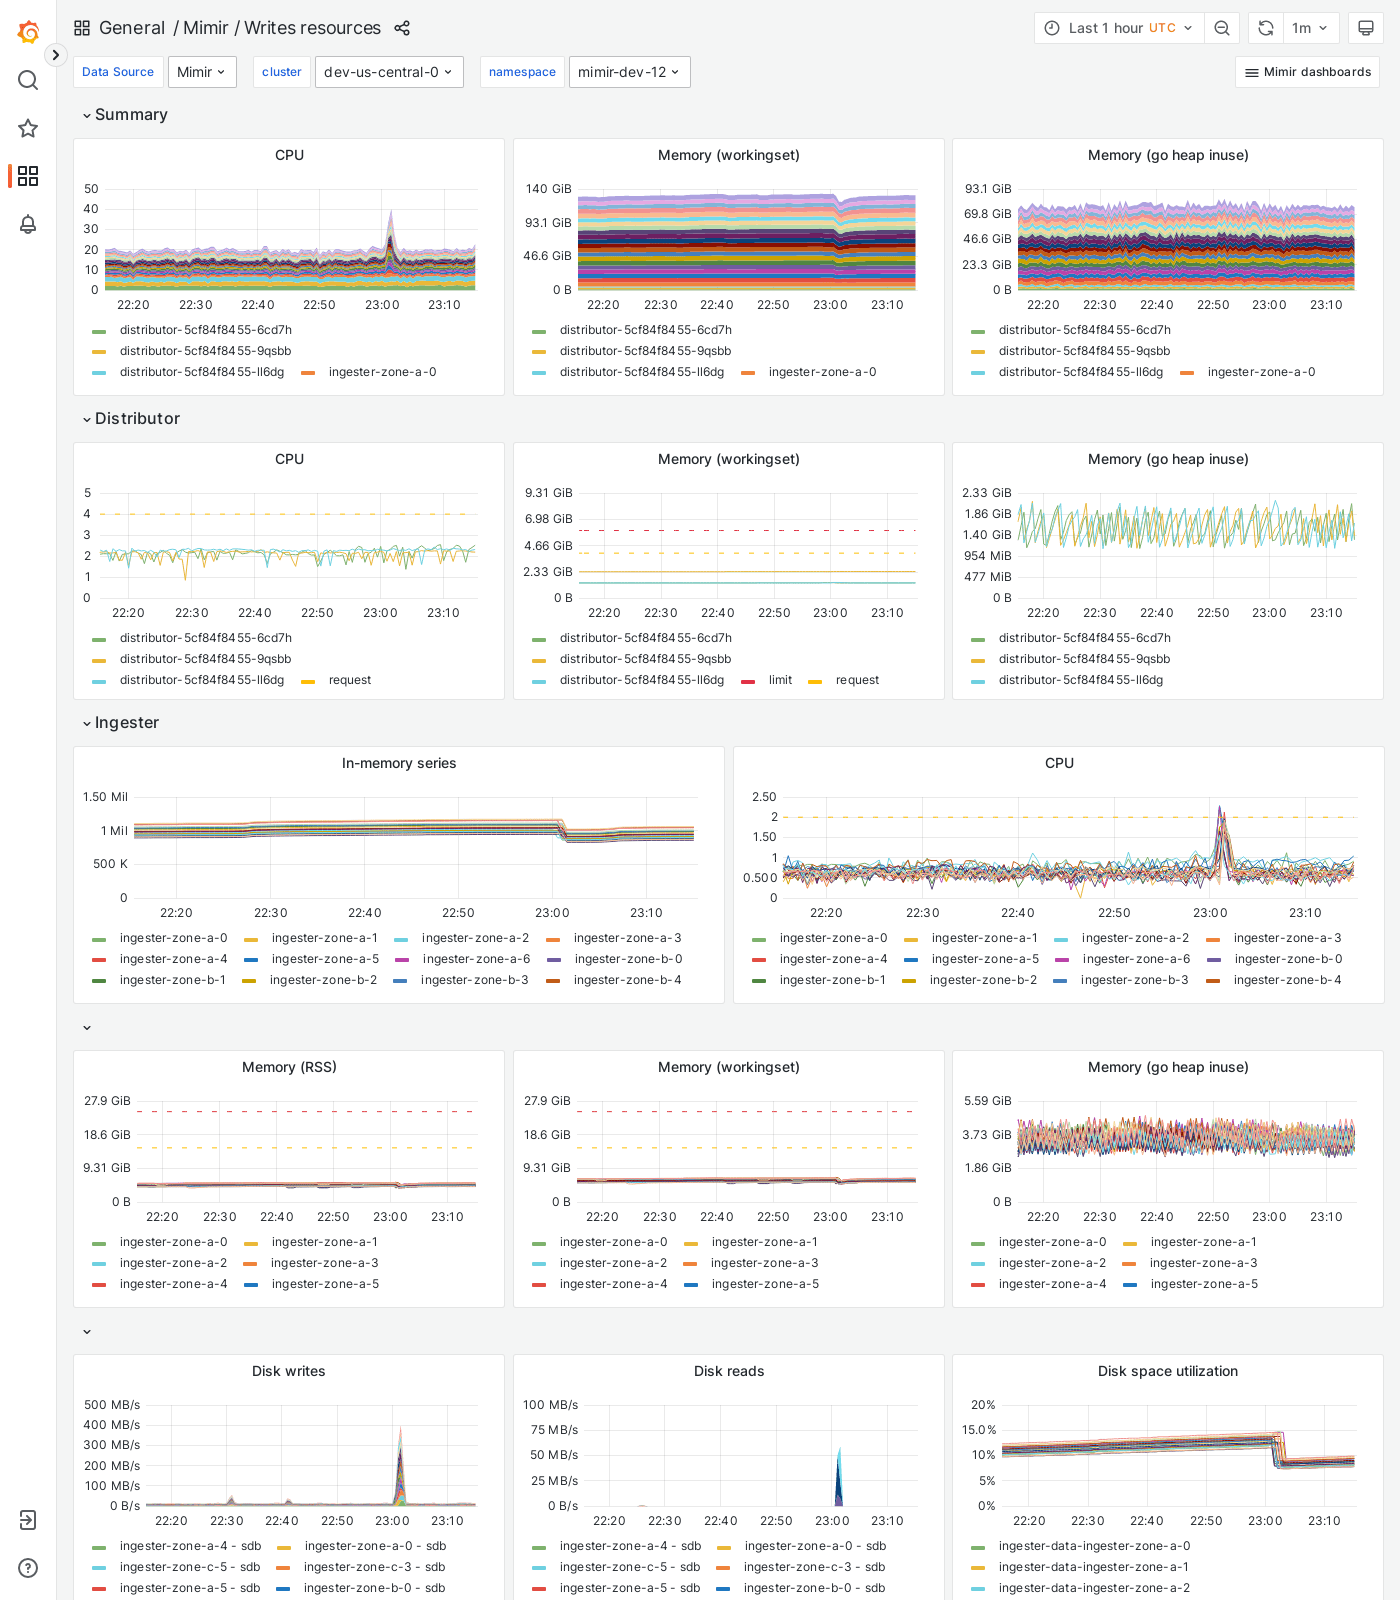 General / Mimir / Writes resources
Last 1 hour UTC
1m
Data Source Mimir cluster dev-us-central-0 namespace mimir-dev-12 Mimir dashboards
Summary
CPU
50
40
30
20
10
0
22:20 22:30 22:40 22:50 23:00 23:10
distributor-5cf84f8455-6cd7h
distributor-5cf84f8455-9qsbb
distributor-5cf84f8455-ll6dg ingester-zone-a-0
Memory (workingset)
140 GiB
93.1 GiB
46.6 GiB
0 B
22:20 22:30 22:40 22:50 23:00 23:10
distributor-5cf84f8455-6cd7h
distributor-5cf84f8455-9qsbb
distributor-5cf84f8455-ll6dg ingester-zone-a-0
Memory (go heap inuse)
93.1 GiB
69.8 GiB
46.6 GiB
23.3 GiB
0 B
22:20 22:30 22:40 22:50 23:00 23:10
distributor-5cf84f8455-6cd7h
distributor-5cf84f8455-9qsbb
distributor-5cf84f8455-ll6dg ingester-zone-a-0
Distributor
CPU
5
4
3
2
1
0
22:20 22:30 22:40 22:50 23:00 23:10
distributor-5cf84f8455-6cd7h
distributor-5cf84f8455-9qsbb
distributor-5cf84f8455-ll6dg request
Memory (workingset)
9.31 GiB
6.98 GiB
4.66 GiB
2.33 GiB
0 B
22:20 22:30 22:40 22:50 23:00 23:10
distributor-5cf84f8455-6cd7h
distributor-5cf84f8455-9qsbb
distributor-5cf84f8455-ll6dg limit request
Memory (go heap inuse)
2.33 GiB
1.86 GiB
1.40 GiB
954 MiB
477 MiB
0 B
22:20 22:30 22:40 22:50 23:00 23:10
distributor-5cf84f8455-6cd7h
distributor-5cf84f8455-9qsbb
distributor-5cf84f8455-ll6dg
Ingester
In-memory series
1.50 Mil
1 Mil
500 K
0
22:20 22:30 22:40 22:50 23:00 23:10
ingester-zone-a-0 ingester-zone-a-1 ingester-zone-a-2 ingester-zone-a-3
ingester-zone-a-4 ingester-zone-a-5 ingester-zone-a-6 ingester-zone-b-0
ingester-zone-b-1 ingester-zone-b-2 ingester-zone-b-3 ingester-zone-b-4
CPU
2.50
2
1.50
1
0.500
0
22:20 22:30 22:40 22:50 23:00 23:10
ingester-zone-a-0 ingester-zone-a-1 ingester-zone-a-2 ingester-zone-a-3
ingester-zone-a-4 ingester-zone-a-5 ingester-zone-a-6 ingester-zone-b-0
ingester-zone-b-1 ingester-zone-b-2 ingester-zone-b-3 ingester-zone-b-4
Memory (RSS)
27.9 GiB
18.6 GiB
9.31 GiB
0 B
22:20 22:30 22:40 22:50 23:00 23:10
ingester-zone-a-0 ingester-zone-a-1
ingester-zone-a-2 ingester-zone-a-3
ingester-zone-a-4 ingester-zone-a-5
Memory (workingset)
27.9 GiB
18.6 GiB
9.31 GiB
0 B
22:20 22:30 22:40 22:50 23:00 23:10
ingester-zone-a-0 ingester-zone-a-1
ingester-zone-a-2 ingester-zone-a-3
ingester-zone-a-4 ingester-zone-a-5
Memory (go heap inuse)
5.59 GiB
3.73 GiB
1.86 GiB
0 B
22:20 22:30 22:40 22:50 23:00 23:10
ingester-zone-a-0 ingester-zone-a-1
ingester-zone-a-2 ingester-zone-a-3
ingester-zone-a-4 ingester-zone-a-5
Disk writes
500 MB/s
400 MB/s
300 MB/s
200 MB/s
100 MB/s
0 B/s
22:20 22:30 22:40 22:50 23:00 23:10
ingester-zone-a-4 - sdb ingester-zone-a-0 - sdb
ingester-zone-c-5 - sdb ingester-zone-c-3 - sdb
ingester-zone-a-5 - sdb ingester-zone-b-0 - sdb
Disk reads
100 MB/s
75 MB/s
50 MB/s
25 MB/s
0 B/s
22:20 22:30 22:40 22:50 23:00 23:10
ingester-zone-a-4 - sdb ingester-zone-a-0 - sdb
ingester-zone-c-5 - sdb ingester-zone-c-3 - sdb
ingester-zone-a-5 - sdb ingester-zone-b-0 - sdb
Disk space utilization
20%
15.0%
10%
5%
0%
22:20 22:30 22:40 22:50 23:00 23:10
ingester-data-ingester-zone-a-0
ingester-data-ingester-zone-a-1
ingester-data-ingester-zone-a-2